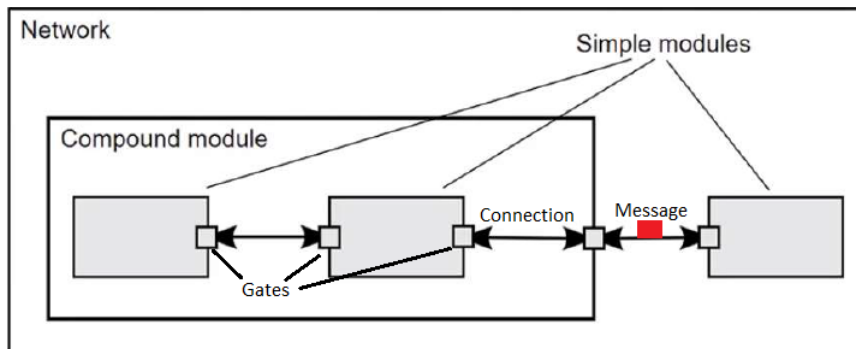 Network
Simple modules
Compound module
Connection
Message
Gates